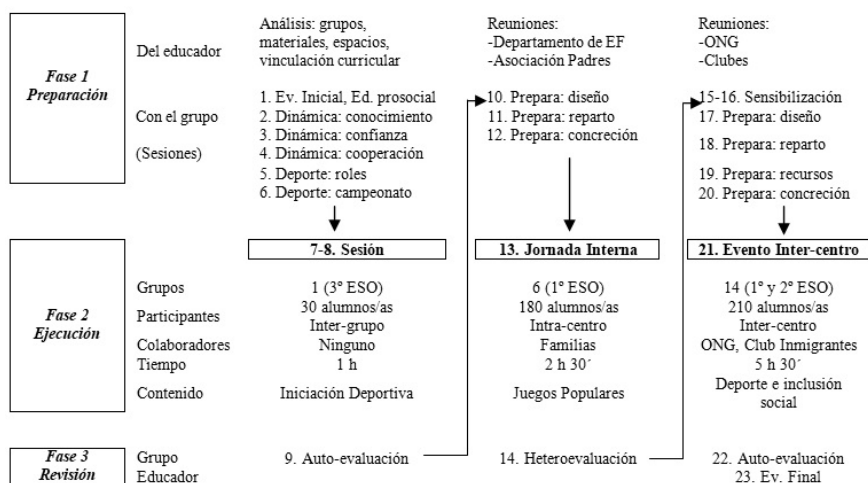 Fase 1
Preparación
Del educador
Con el grupo
(Sesiones)
Análisis: grupos,
materiales, espacios,
vinculación curricular
1. Ev. Inicial, Ed. prosocial
2. Dinámica: conocimiento
3. Dinámica: confianza
4. Dinámica: cooperación
5. Deporte: roles
6. Deporte: campeonato
Reuniones:
-Departamento de EF
-Asociación Padres
10. Prepara: diseño
11. Prepara: reparto
12. Prepara: concreción
Reuniones:
-ONG
-Clubes
15-16. Sensibilización
17. Prepara: diseño
18. Prepara: reparto
19. Prepara: recursos
20. Prepara: concreción
7-8. Sesión
13. Jornada Interna
21. Evento Inter-centro
Fase 2
Ejecución
Grupos
Participantes
Colaboradores
Tiempo
Contenido
1 (3º ESO)
30 alumnos/as
Inter-grupo
Ninguno
1 h
Iniciación Deportiva
6 (1º ESO)
180 alumnos/as
Intra-centro
Familias
2 h 30´
Juegos Populares
14 (1º y 2º ESO)
210 alumnos/as
Inter-centro
ONG, Club Inmigrantes
5 h 30´
Deporte e inclusión
social
Fase 3
Revisión
Grupo
Educador
9. Auto-evaluación
14. Heteroevaluación
22. Auto-evaluación
23. Ev. Final